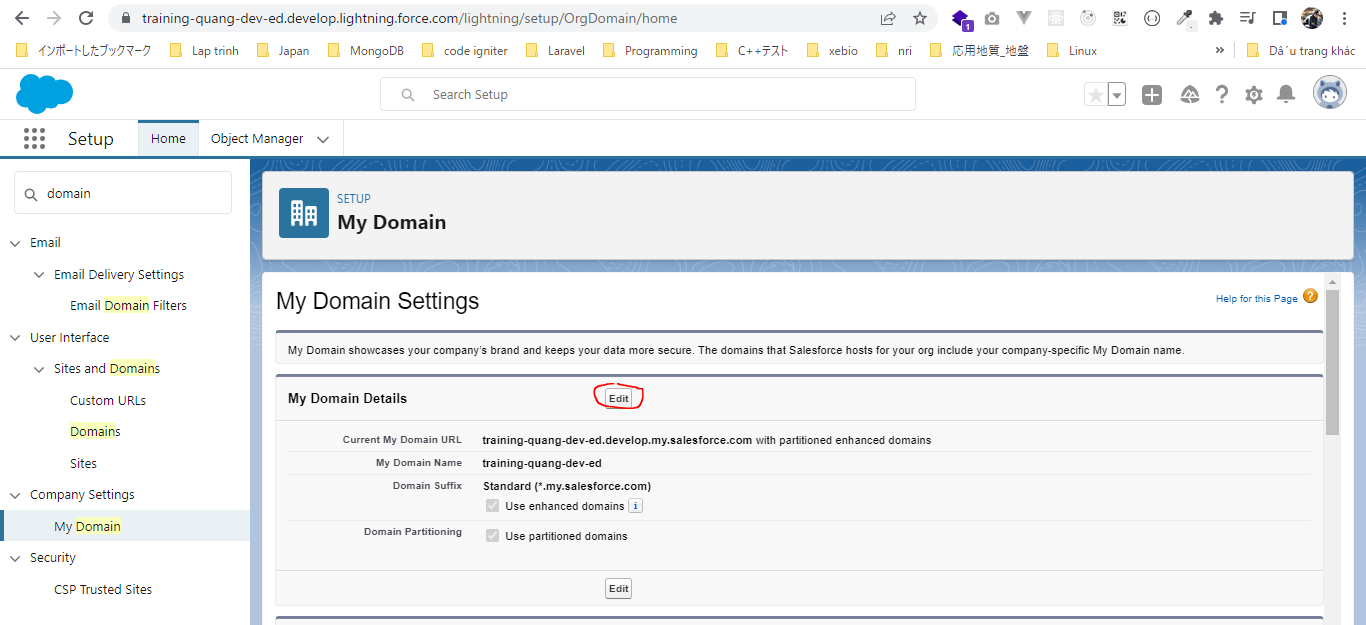 training-quang-dev-ed.develop.lightning.force.com/lightning/setup/OrgDomain/home
1
インポートしたブックマーク Lap trinh Japan MongoDB code igniter Laravel Programming C++テスト xebio nri 応用地質_地盤 Linux » Dấu trang khác
Search Setup
Setup Home Object Manager
domain
SETUP
My Domain
Email
Email Delivery Settings
Email Domain Filters
User Interface
Sites and Domains
Custom URLs
Domains
Sites
Company Settings
My Domain
Security
CSP Trusted Sites
My Domain Settings
Help for this Page ?
My Domain showcases your company's brand and keeps your data more secure. The domains that Salesforce hosts for your org include your company-specific My Domain name.
My Domain Details Edit
Current My Domain URL training-quang-dev-ed.develop.my.salesforce.com with partitioned enhanced domains
My Domain Name training-quang-dev-ed
Domain Suffix Standard (*.my.salesforce.com)
Use enhanced domains i
Domain Partitioning Use partitioned domains
Edit